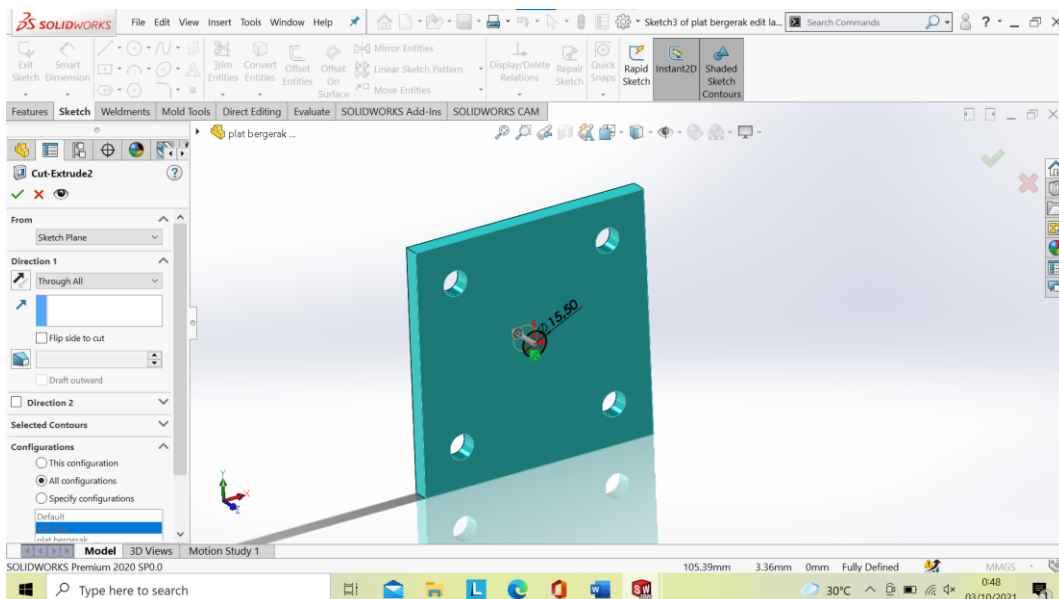 SOLIDWORKS File Edit View Insert Tools Window Help Sketch3 of plat bergerak edit la... Search Commands ?
Exit Sketch Smart Dimension Trim Entities Convert Entities Offset Entities Offset On Surface Mirror Entities Linear Sketch Pattern Move Entities Display/Delete Relations Repair Sketch Quick Snaps Rapid Sketch Instant2D Shaded Sketch Contours
Features Sketch Weldments Mold Tools Direct Editing Evaluate SOLIDWORKS Add-Ins SOLIDWORKS CAM
plat bergerak ...
Cut-Extrude2 ?
From
Sketch Plane
Direction 1
Through All
Flip side to cut
Draft outward
Direction 2
Selected Contours
Configurations
This configuration
All configurations
Specify configurations
Default
plat bergerak
Ø15,50
Y
X
Z
Model 3D Views Motion Study 1
SOLIDWORKS Premium 2020 SP0.0 105.39mm 3.36mm 0mm Fully Defined MMGS
Type here to search 30°C 0:48
03/10/2021